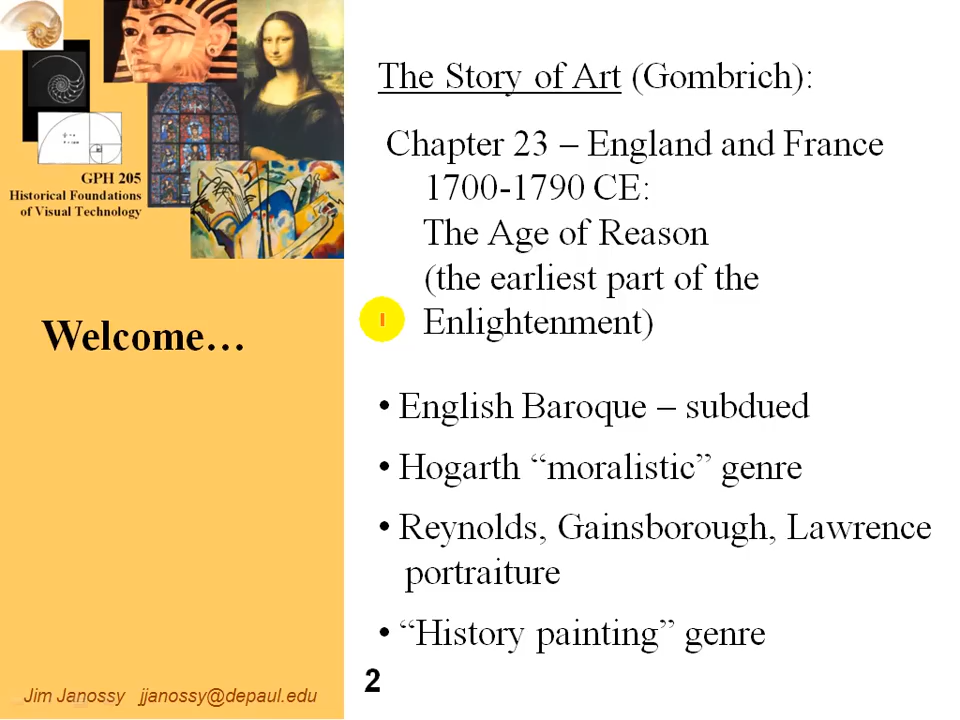 GPH 205
Historical Foundations
of Visual Technology
Welcome…
The Story of Art (Gombrich):
Chapter 23 – England and France
1700-1790 CE:
The Age of Reason
(the earliest part of the
Enlightenment)
• English Baroque – subdued
• Hogarth “moralistic” genre
• Reynolds, Gainsborough, Lawrence
portraiture
• “History painting” genre
2
Jim Janossy jjanossy@depaul.edu